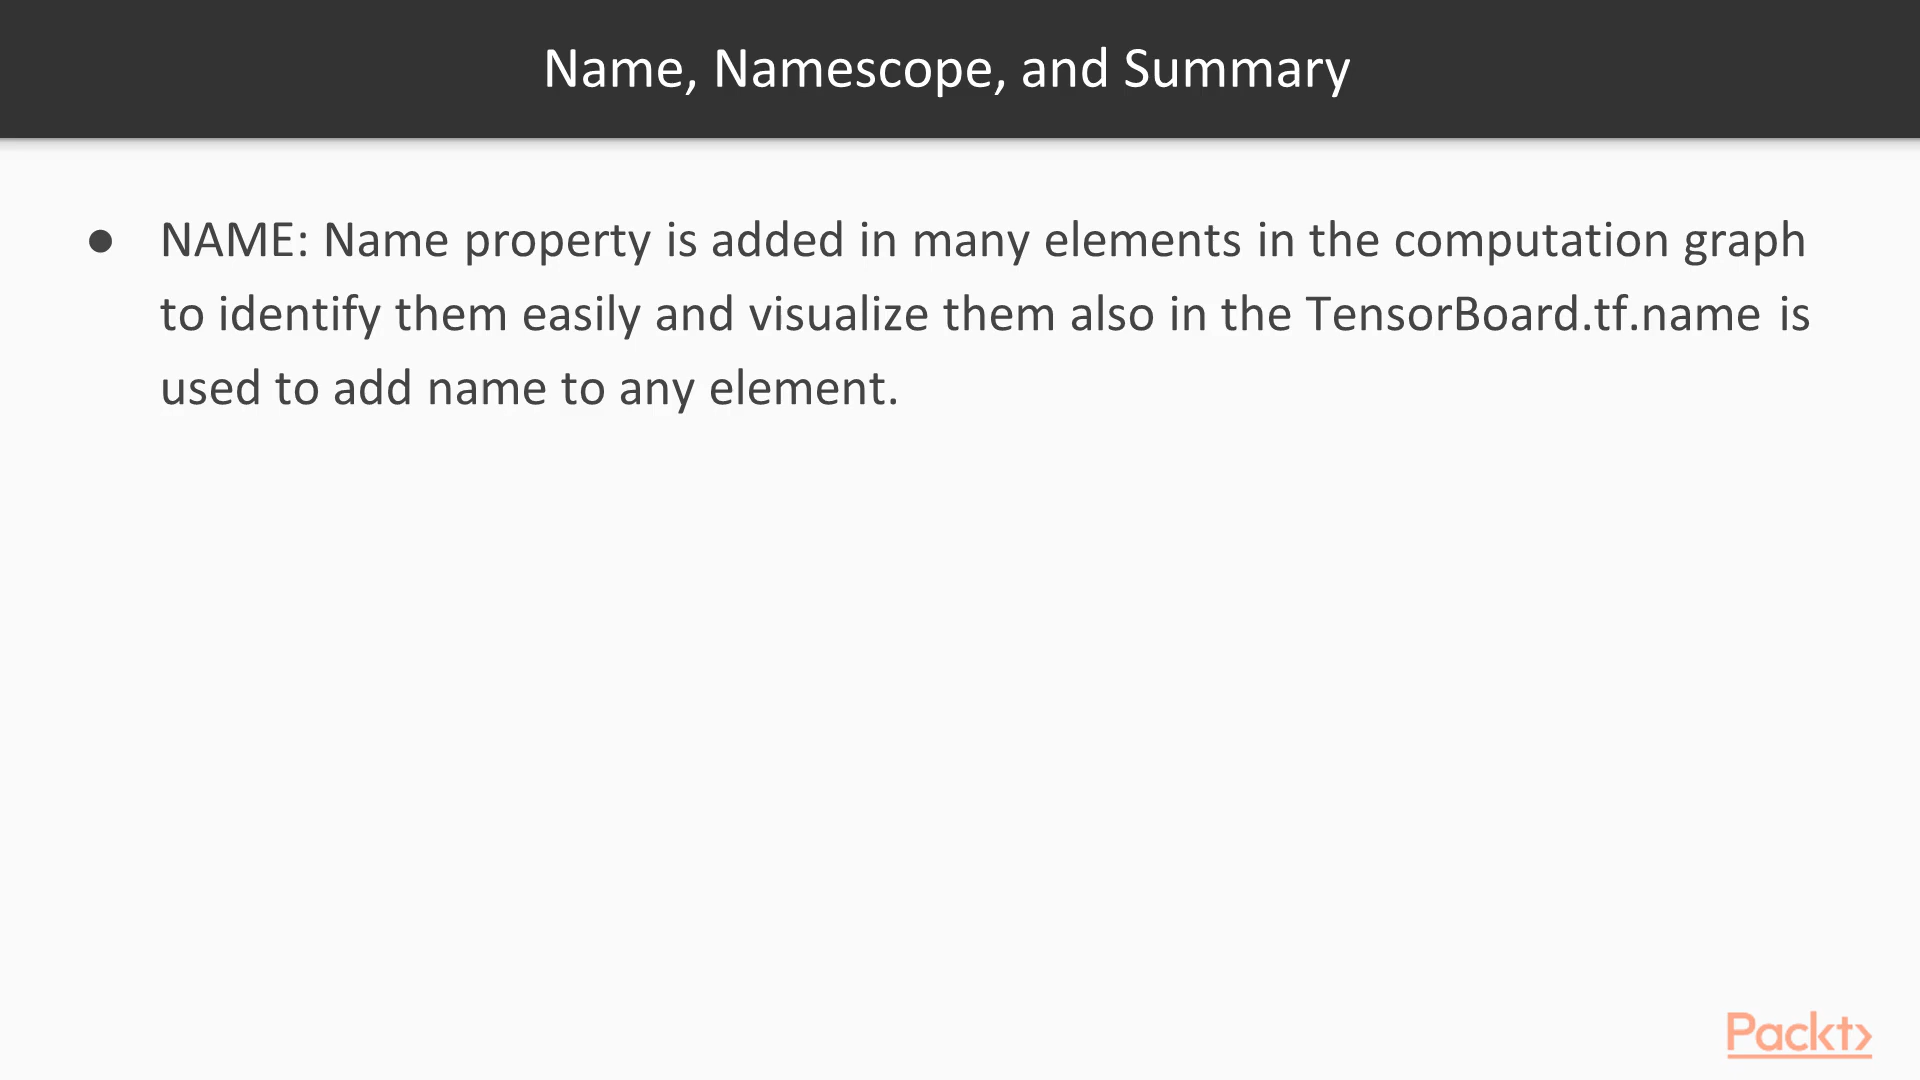 Name, Namescope, and Summary
● NAME: Name property is added in many elements in the computation graph
to identify them easily and visualize them also in the TensorBoard.tf.name is
used to add name to any element.
Packt>